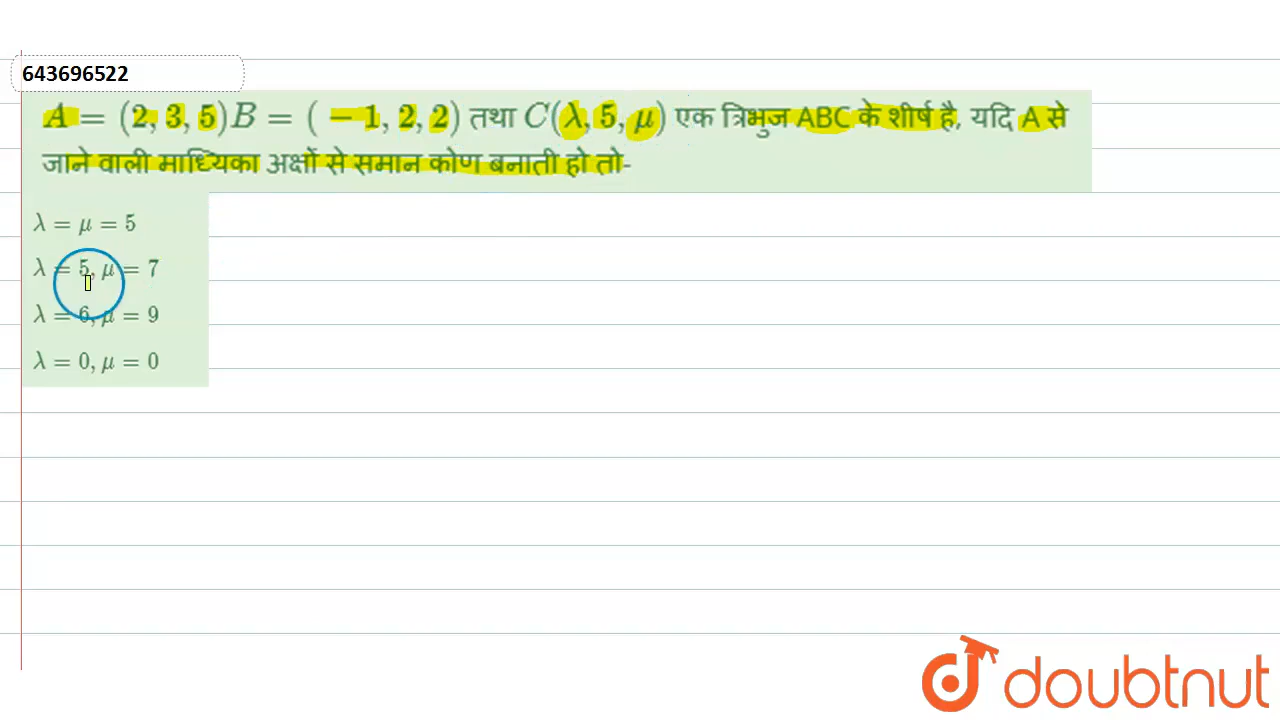 643696522
A = (2, 3, 5)B = ( − 1, 2, 2) तथा C(λ, 5, μ) एक त्रिभुज ABC के शीर्ष है, यदि A से
जाने वाली माध्यिका अक्षों से समान कोण बनाती हो तो-
λ = μ = 5
λ = 5, μ = 7
λ = 6, μ = 9
λ = 0, μ = 0
doubtnut